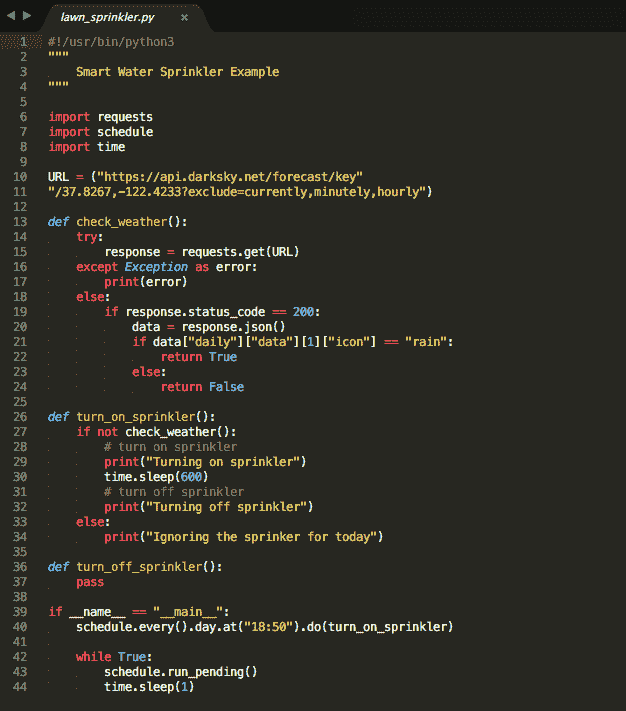 lawn_sprinkler.py ×
1 #!/usr/bin/python3
2 """
3     Smart Water Sprinkler Example
4 """
5
6 import requests
7 import schedule
8 import time
9
10 URL = ("https://api.darksky.net/forecast/key"
11 "/37.8267,-122.4233?exclude=currently,minutely,hourly")
12
13 def check_weather():
14     try:
15         response = requests.get(URL)
16     except Exception as error:
17         print(error)
18     else:
19         if response.status_code == 200:
20             data = response.json()
21             if data["daily"]["data"][1]["icon"] == "rain":
22                 return True
23             else:
24                 return False
25
26 def turn_on_sprinkler():
27     if not check_weather():
28         # turn on sprinkler
29         print("Turning on sprinkler")
30         time.sleep(600)
31         # turn off sprinkler
32         print("Turning off sprinkler")
33     else:
34         print("Ignoring the sprinker for today")
35
36 def turn_off_sprinkler():
37     pass
38
39 if __name__ == "__main__":
40     schedule.every().day.at("18:50").do(turn_on_sprinkler)
41
42     while True:
43         schedule.run_pending()
44         time.sleep(1)